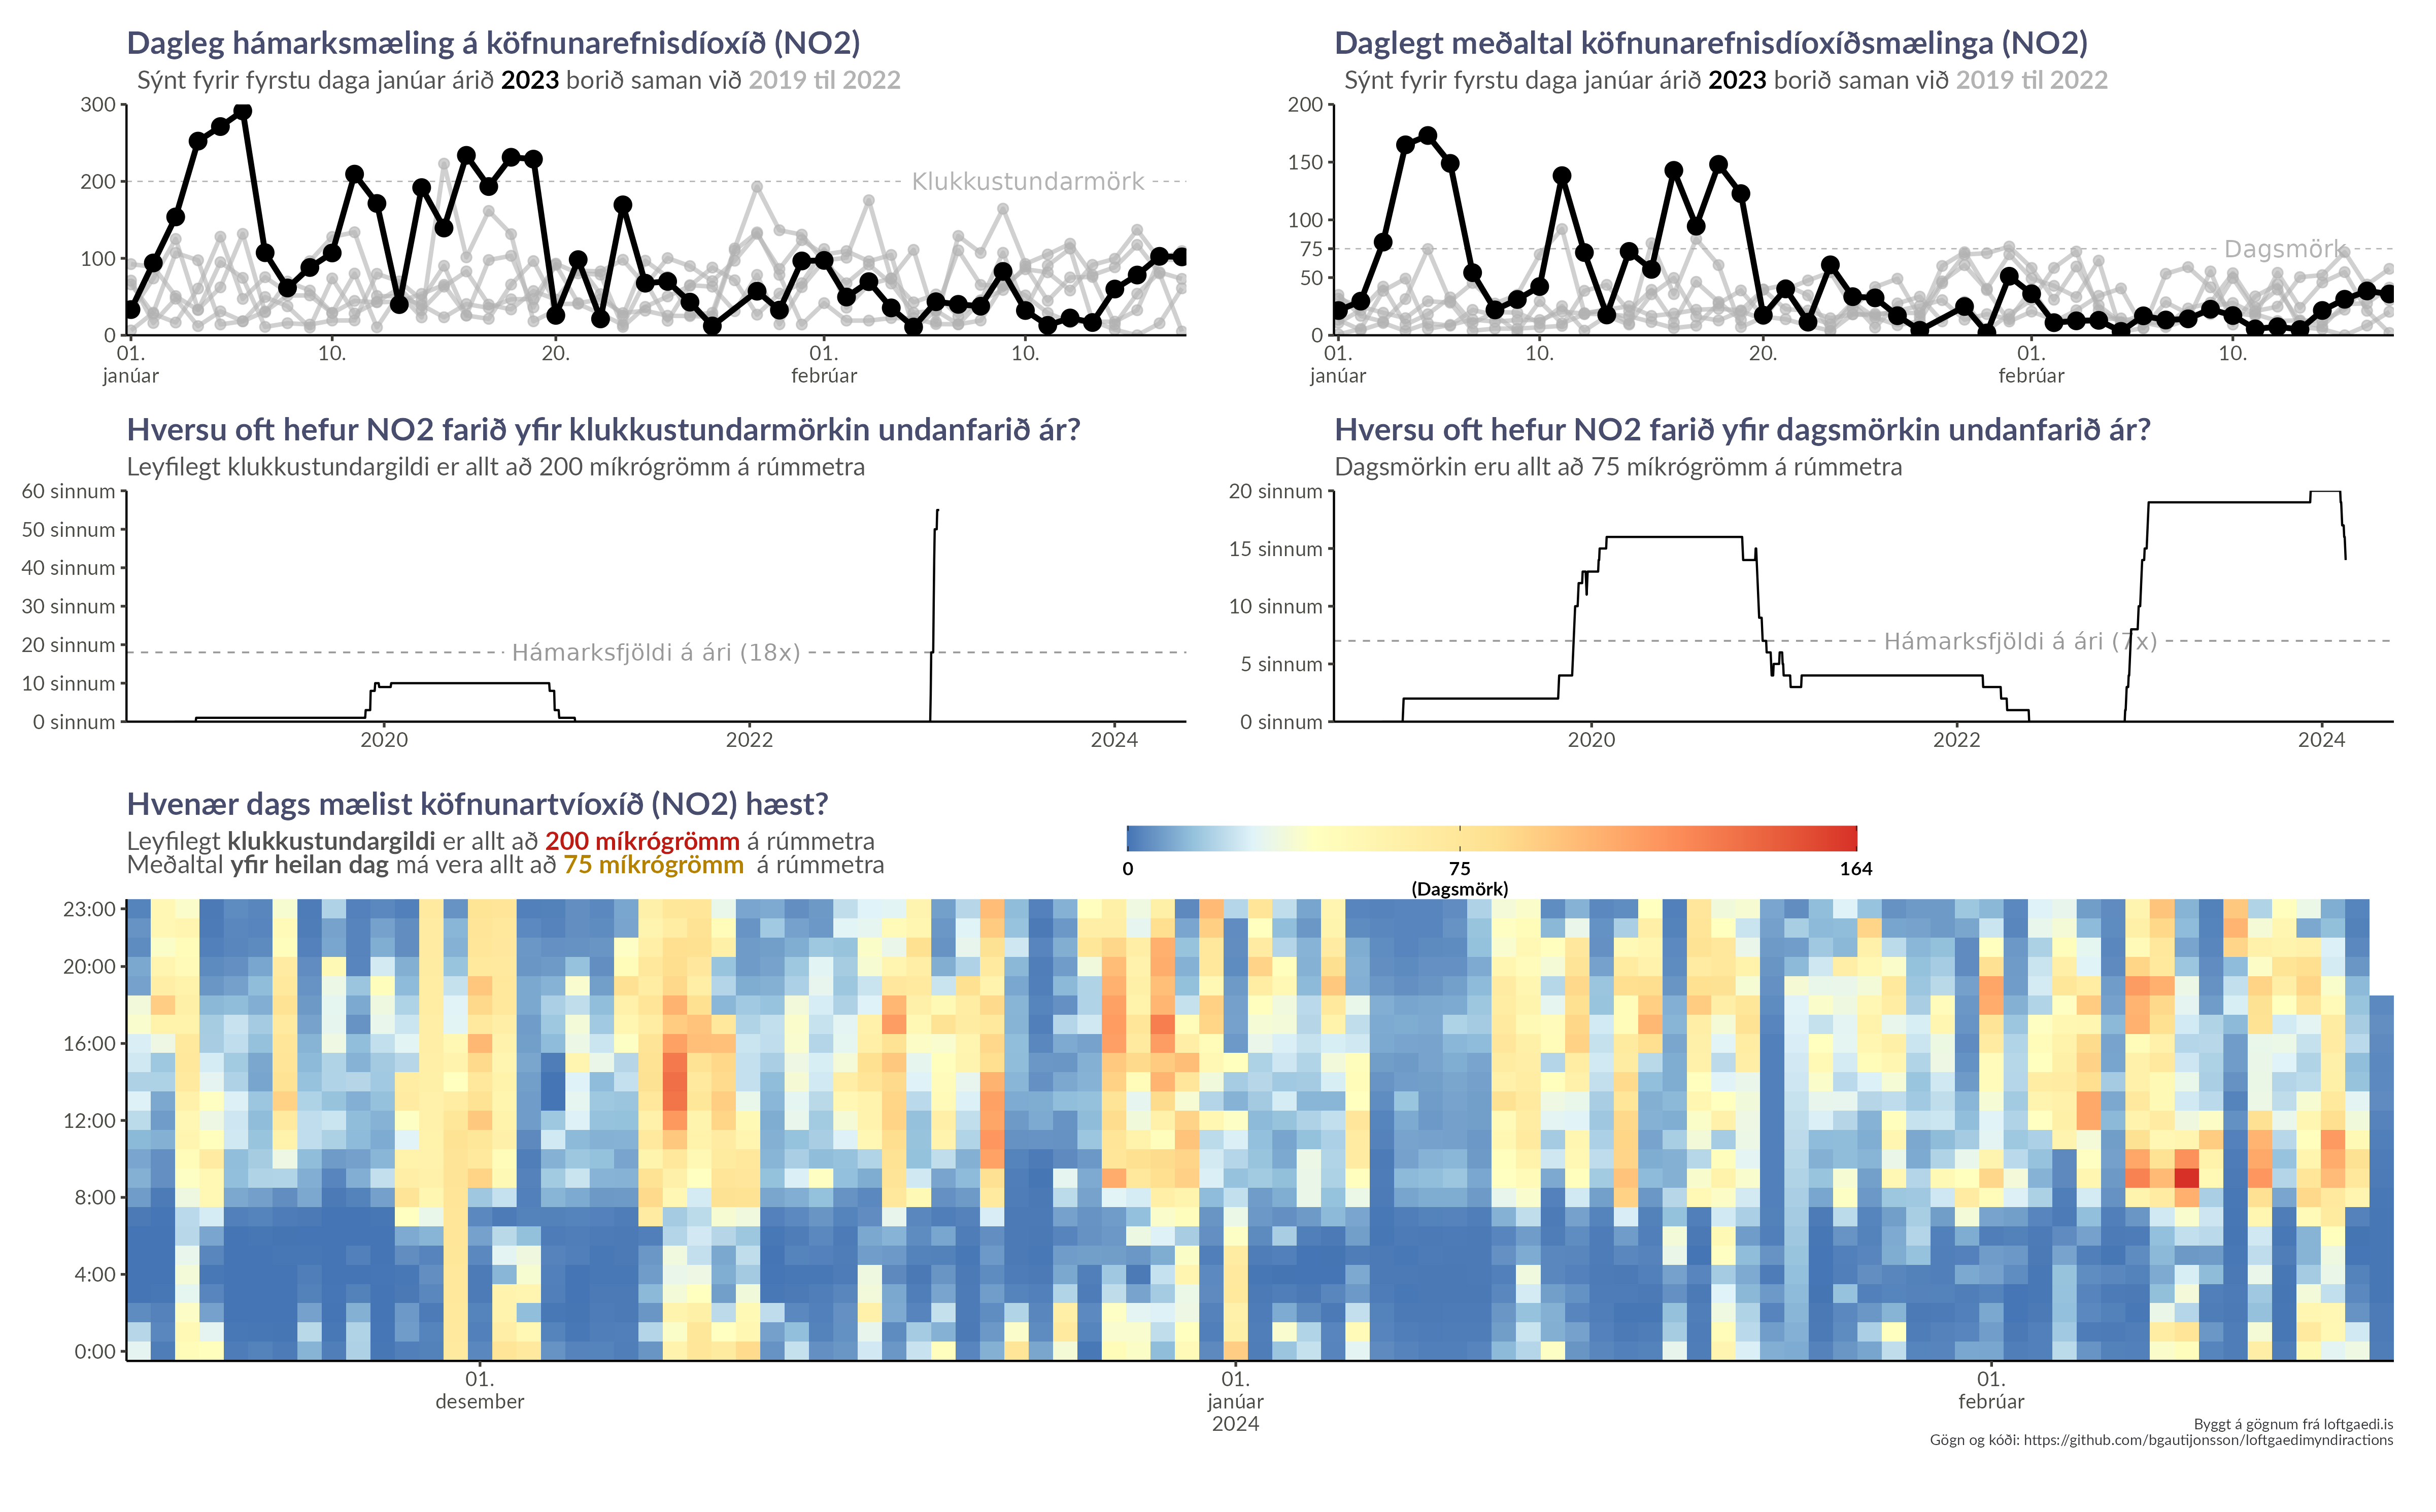 Dagleg hámarksmæling á köfnunarefnisdíoxíð (NO2)
Sýnt fyrir fyrstu daga janúar árið 2023 borið saman við 2019 til 2022
300
200
100
0
Klukkustundarmörk
01.
janúar
10.
20.
01.
febrúar
10.
Daglegt meðaltal köfnunarefnisdíoxíðsmælinga (NO2)
Sýnt fyrir fyrstu daga janúar árið 2023 borið saman við 2019 til 2022
200
150
100
75
50
0
Dagsmörk
01.
janúar
10.
20.
01.
febrúar
10.
Hversu oft hefur NO2 farið yfir klukkustundarmörkin undanfarið ár?
Leyfilegt klukkustundargildi er allt að 200 míkrógrömm á rúmmetra
60 sinnum
50 sinnum
40 sinnum
30 sinnum
20 sinnum
10 sinnum
0 sinnum
Hámarksfjöldi á ári (18x)
2020
2022
2024
Hversu oft hefur NO2 farið yfir dagsmörkin undanfarið ár?
Dagsmörkin eru allt að 75 míkrógrömm á rúmmetra
20 sinnum
15 sinnum
10 sinnum
5 sinnum
0 sinnum
Hámarksfjöldi á ári (7x)
2020
2022
2024
Hvenær dags mælist köfnunartvíoxíð (NO2) hæst?
Leyfilegt klukkustundargildi er allt að 200 míkrógrömm á rúmmetra
Meðaltal yfir heilan dag má vera allt að 75 míkrógrömm á rúmmetra
0
75
(Dagsmörk)
164
23:00
20:00
16:00
12:00
8:00
4:00
0:00
01.
desember
01.
janúar
2024
01.
febrúar
Byggt á gögnum frá loftgaedi.is
Gögn og kóði: https://github.com/bgautijonsson/loftgaedimyndiractions